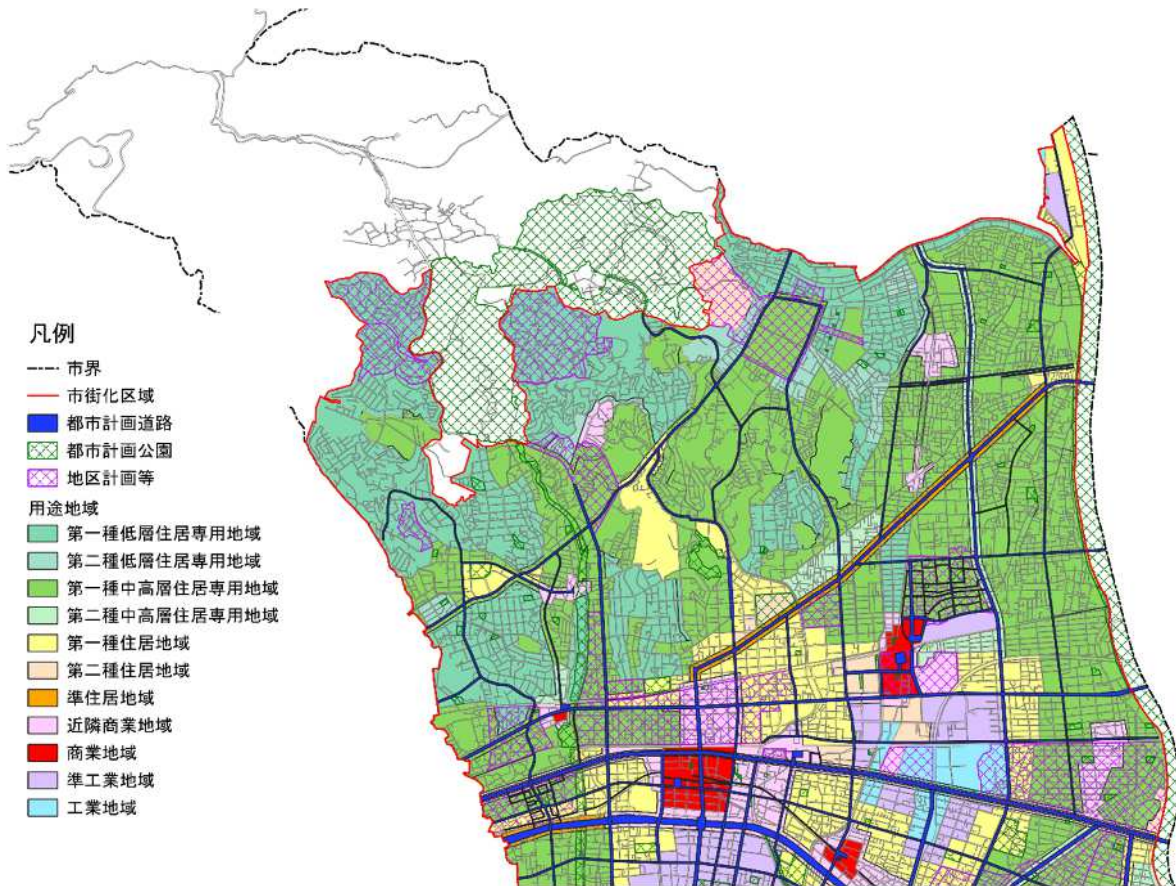 凡例
市界
市街化区域
都市計画道路
都市計画公園
地区計画等
用途地域
第一種低層住居専用地域
第二種低層住居専用地域
第一種中高層住居専用地域
第二種中高層住居専用地域
第一種住居地域
第二種住居地域
準住居地域
近隣商業地域
商業地域
準工業地域
工業地域